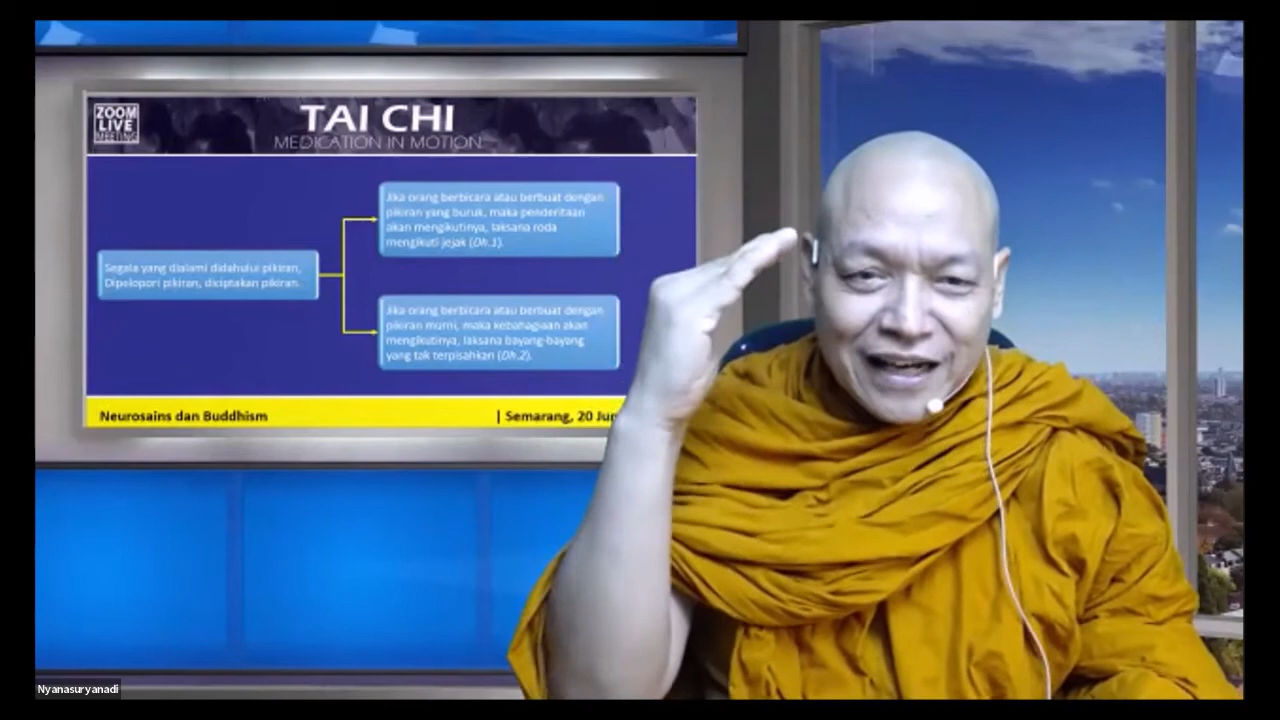 ZOOM
LIVE
MEETING
TAI CHI
MEDICATION IN MOTION
Jika orang berbicara atau berbuat dengan
pikiran yang buruk, maka penderitaan
akan mengikutinya, laksana roda
mengikuti jejak (Dh.1).
Segala yang dialami didahului pikiran,
Dipelopori pikiran, diciptakan pikiran.
Jika orang berbicara atau berbuat dengan
pikiran murni, maka kebahagiaan akan
mengikutinya, laksana bayang-bayang
yang tak terpisahkan (Dh.2).
Neurosains dan Buddhism
| Semarang, 20 Jun
Nyanasuryanadi